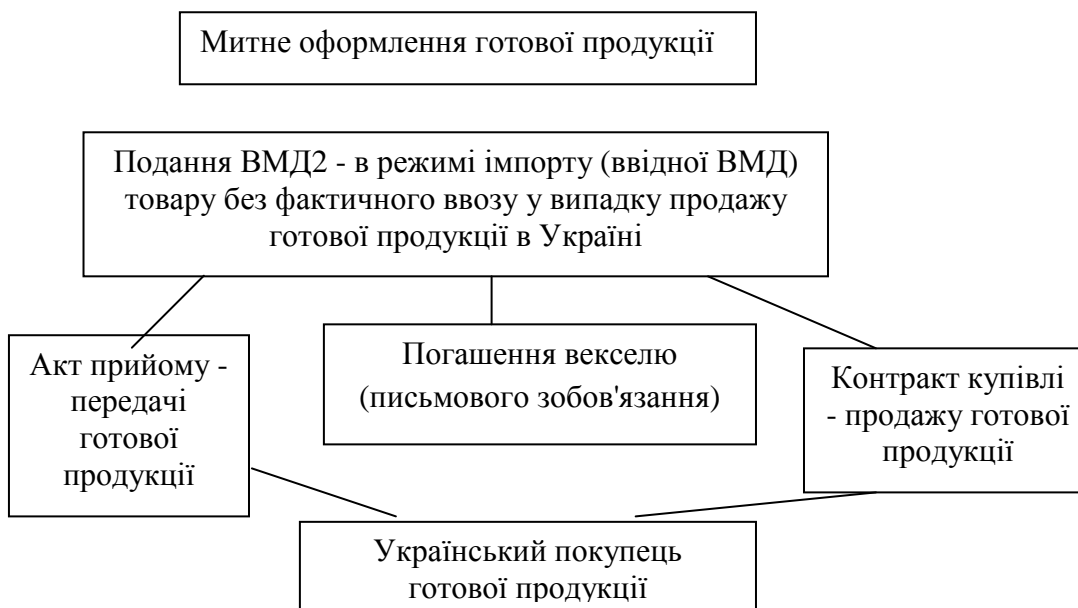 Митне оформлення готової продукції
Подання ВМД2 - в режимі імпорту (ввідної ВМД)
товару без фактичного ввозу у випадку продажу
готової продукції в Україні
Акт прийому -
передачі
готової
продукції
Погашення векселю
(письмового зобов'язання)
Контракт купівлі
- продажу готової
продукції
Український покупець
готової продукції